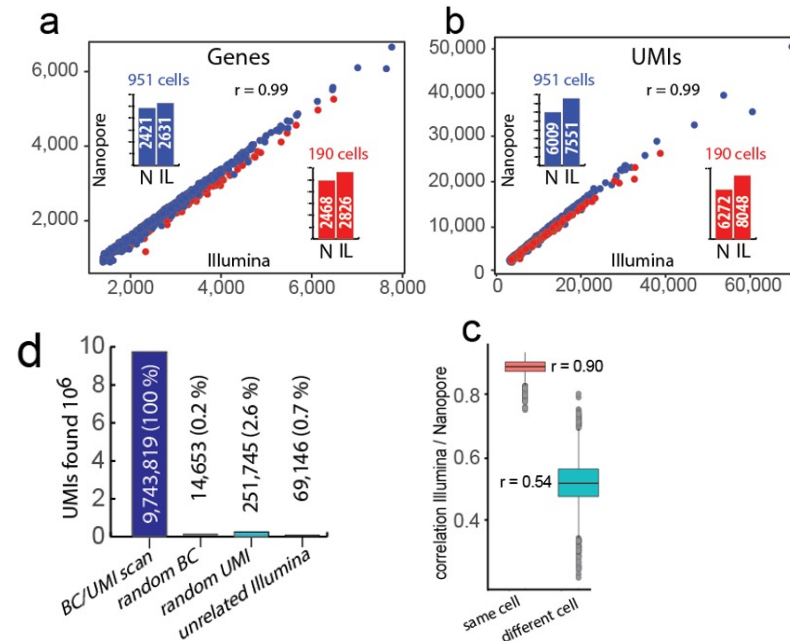 a
Genes
6,000
4,000
2,000
Nanopore
951 cells
2421
2631
N IL
r = 0.99
190 cells
2468
2826
N IL
Illumina
2,000 4,000 6,000 8,000
b
UMIs
50,000
40,000
30,000
20,000
10,000
0
Nanopore
951 cells
6009
7551
N IL
r = 0.99
190 cells
6272
8048
N IL
Illumina
0 20,000 40,000 60,000
d
UMIs found 10⁶
10
8
6
4
2
0
9,743,819 (100 %)
14,653 (0.2 %)
251,745 (2.6 %)
69,146 (0.7 %)
BC/UMI scan
random BC
random UMI
unrelated Illumina
c
correlation Illumina / Nanopore
0.8
0.6
0.4
r = 0.90
r = 0.54
same cell
different cell